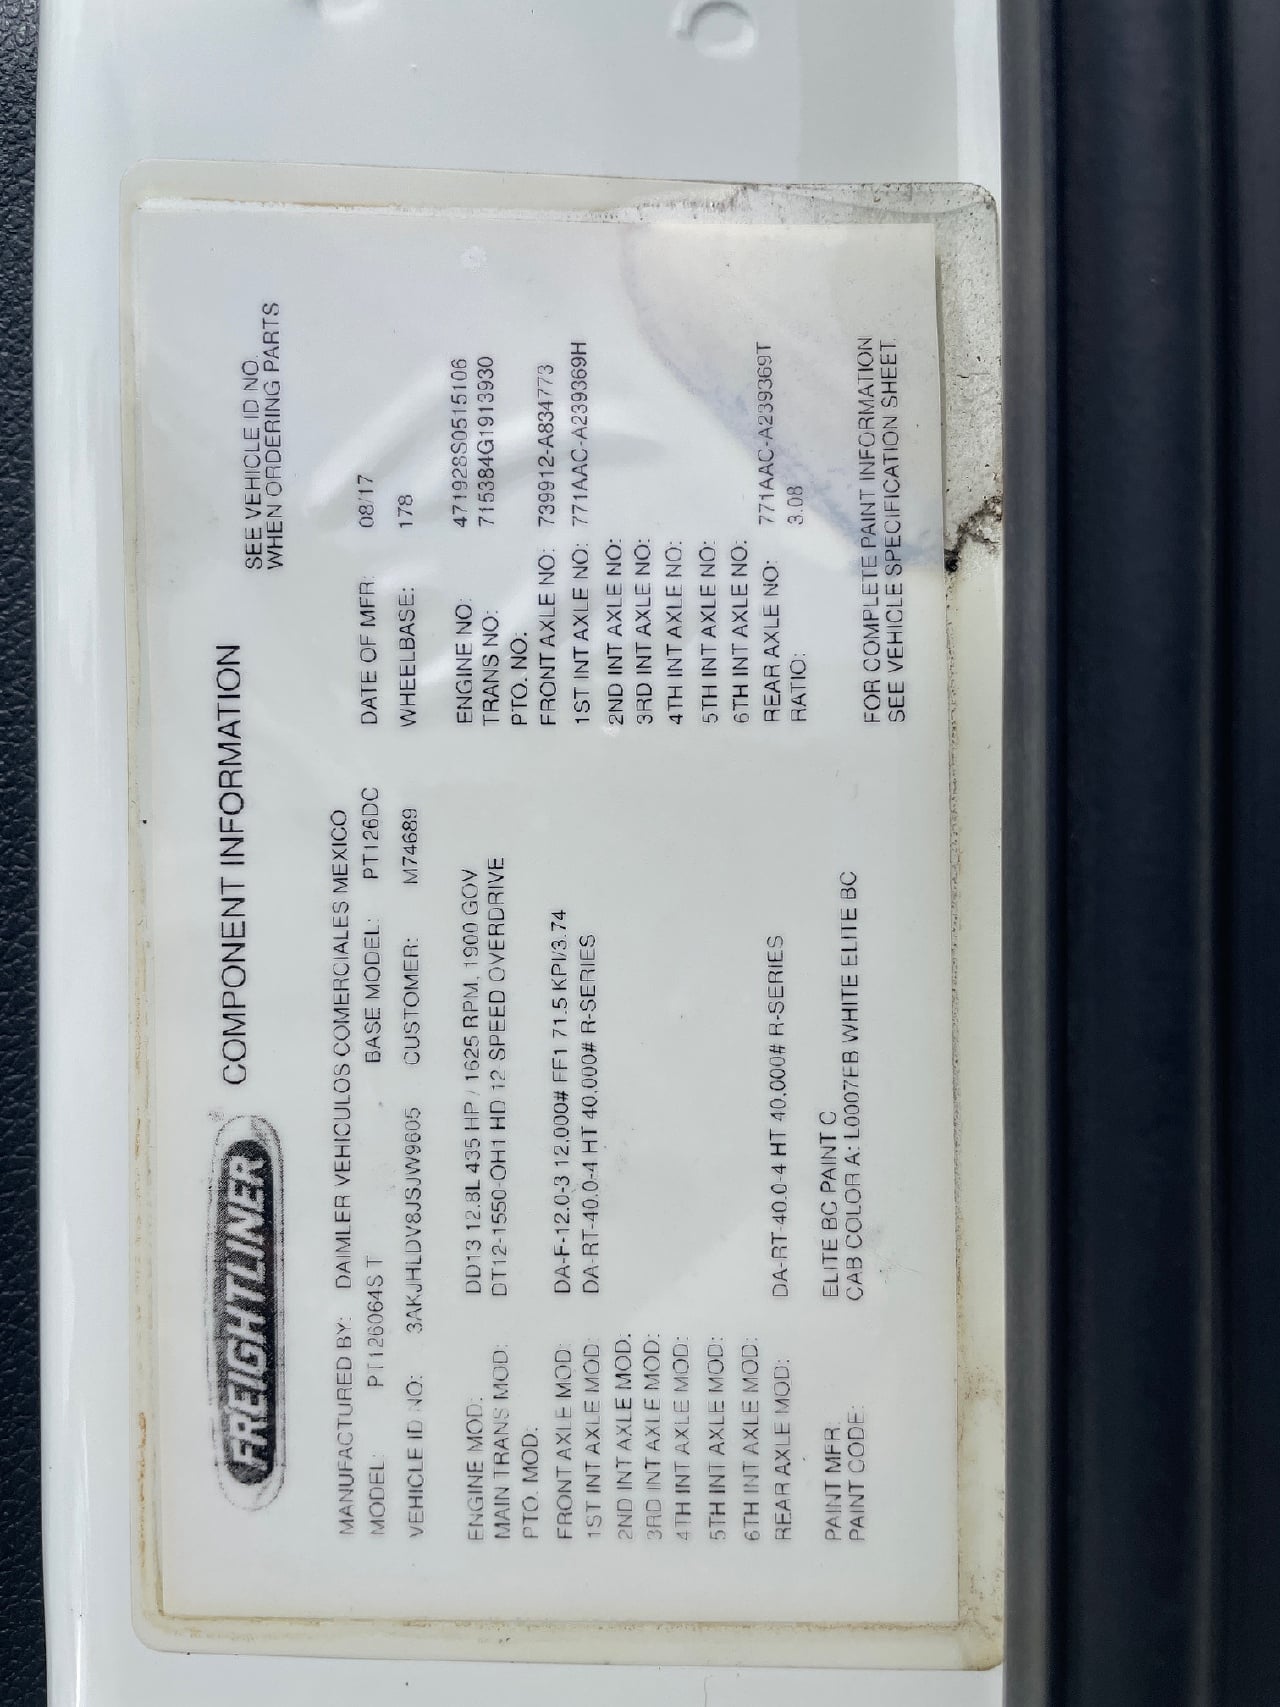 FREIGHTLINER COMPONENT INFORMATION
SEE VEHICLE ID NO.
WHEN ORDERING PARTS
MANUFACTURED BY: DAIMLER VEHICULOS COMERCIALES MEXICO
MODEL: PT126064S T BASE MODEL: PT126DC DATE OF MFR: 08/17
VEHICLE ID NO: 3AKJHLDV8JSJW9605 CUSTOMER: M74689 WHEELBASE: 178
ENGINE MOD: DD13 12.8L 435 HP / 1625 RPM, 1900 GOV ENGINE NO: 471928S0515106
MAIN TRANS MOD: DT12-1550-OH1 HD 12 SPEED OVERDRIVE TRANS NO: 715384G1913930
PTO. MOD: PTO. NO:
FRONT AXLE MOD: DA-F-12.0-3 12,000# FF1 71.5 KPI/3.74 FRONT AXLE NO: 739912-A834773
1ST INT AXLE MOD: DA-RT-40.0-4 HT 40,000# R-SERIES 1ST INT AXLE NO: 771AAC-A239369H
2ND INT AXLE MOD: 2ND INT AXLE NO:
3RD INT AXLE MOD: 3RD INT AXLE NO:
4TH INT AXLE MOD: 4TH INT AXLE NO:
5TH INT AXLE MOD: 5TH INT AXLE NO:
6TH INT AXLE MOD: 6TH INT AXLE NO:
REAR AXLE MOD: DA-RT-40.0-4 HT 40,000# R-SERIES REAR AXLE NO: 771AAC-A239369T
RATIO: 3.08
PAINT MFR: ELITE BC PAINT C
PAINT CODE: CAB COLOR A: L0007EB WHITE ELITE BC
FOR COMPLETE PAINT INFORMATION
SEE VEHICLE SPECIFICATION SHEET